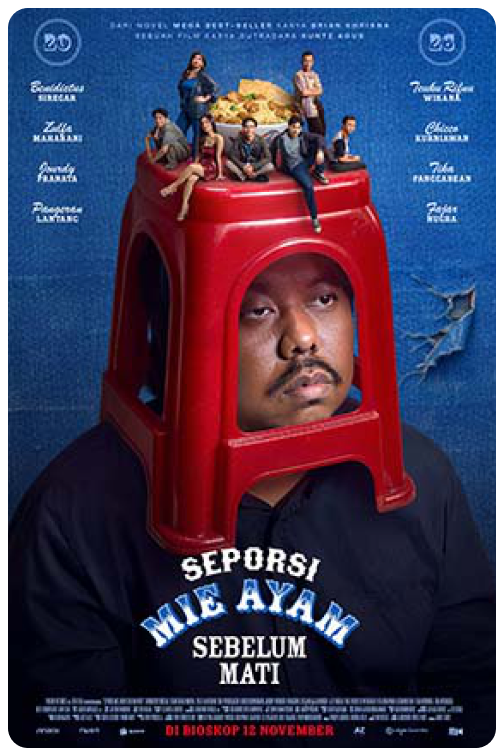 DARI NOVEL MEGA BEST-SELLER KARYA BRIAN KHRISNA
SEBUAH FILM KARYA SUTRADARA KUNTZ AGUS
20
26
Benidictus
SIREGAR
Zulfa
MAHARANI
Jourdy
PRANATA
Pangeran
LANTANG
Teuku Rifnu
WIKANA
Chicco
KURNIAWAN
Tika
PANGGABEAN
Fajar
NUGRA
SEPORSI
MIE AYAM
SEBELUM
MATI
DI BIOSKOP 12 NOVEMBER